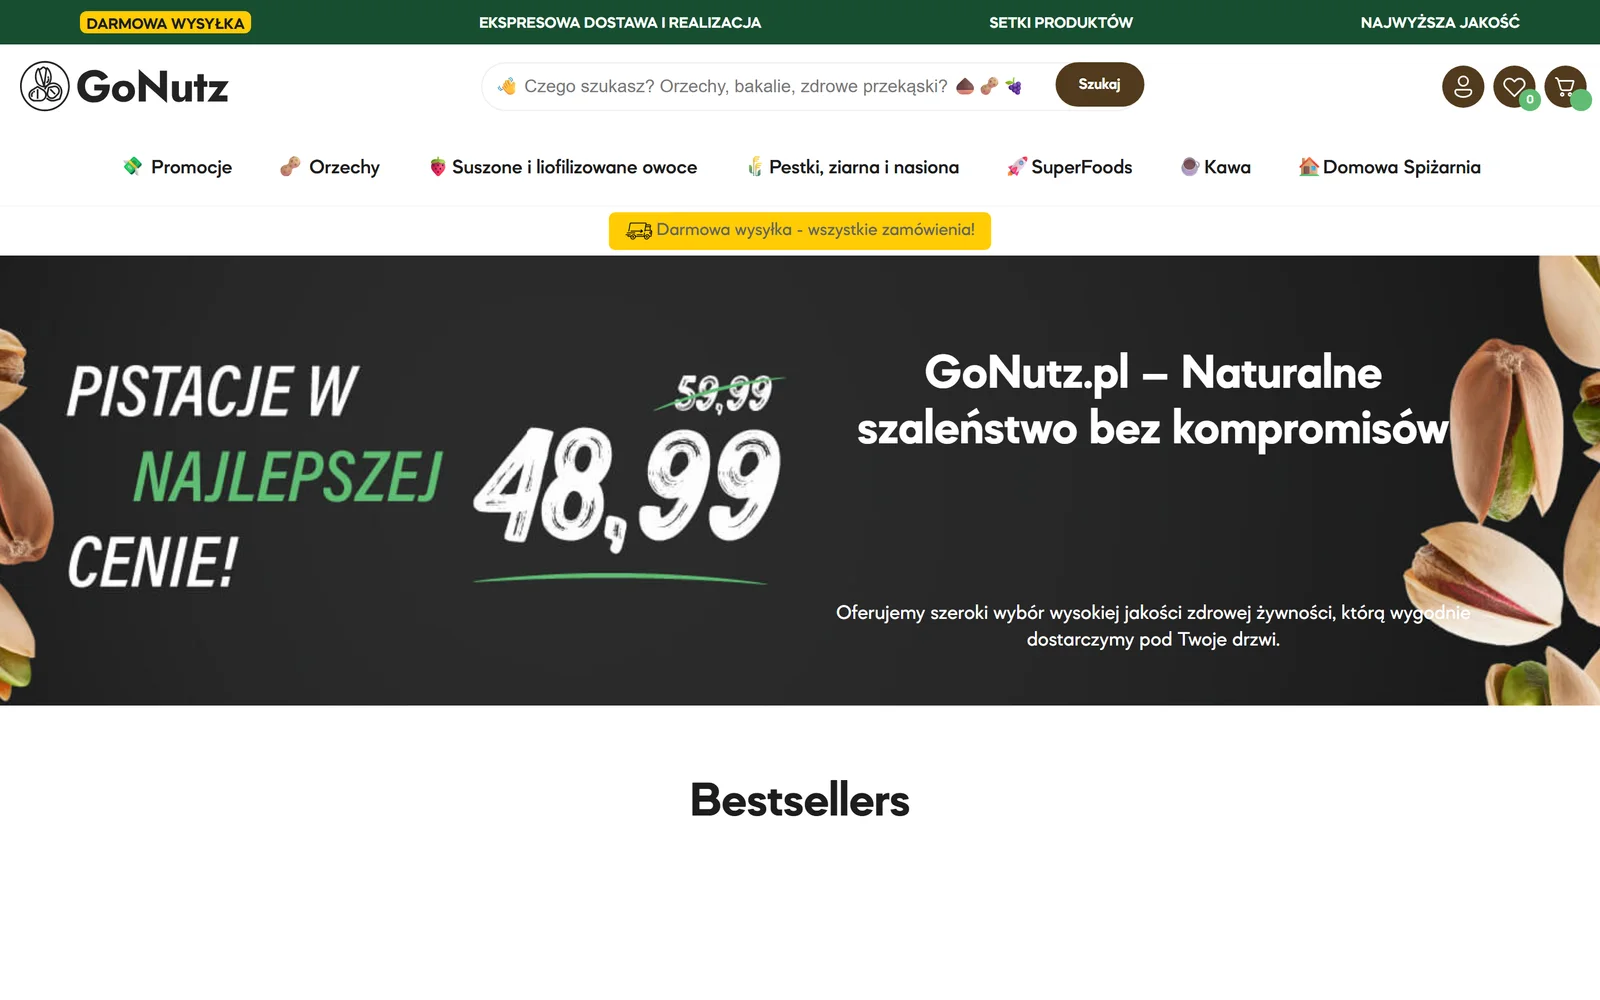 DARMOWA WYSYŁKA
EKSPRESOWA DOSTAWA I REALIZACJA
SETKI PRODUKTÓW
NAJWYŻSZA JAKOŚĆ
GoNutz
👋 Czego szukasz? Orzechy, bakalie, zdrowe przekąski? 🌰 🥜 🍇
Szukaj
0
Promocje
Orzechy
Suszone i liofilizowane owoce
Pestki, ziarna i nasiona
SuperFoods
Kawa
Domowa Spiżarnia
Darmowa wysyłka - wszystkie zamówienia!
PISTACJE W
NAJLEPSZEJ
CENIE!
59,99
48,99
GoNutz.pl – Naturalne
szaleństwo bez kompromisów
Oferujemy szeroki wybór wysokiej jakości zdrowej żywności, którą wygodnie
dostarczymy pod Twoje drzwi.
Bestsellers